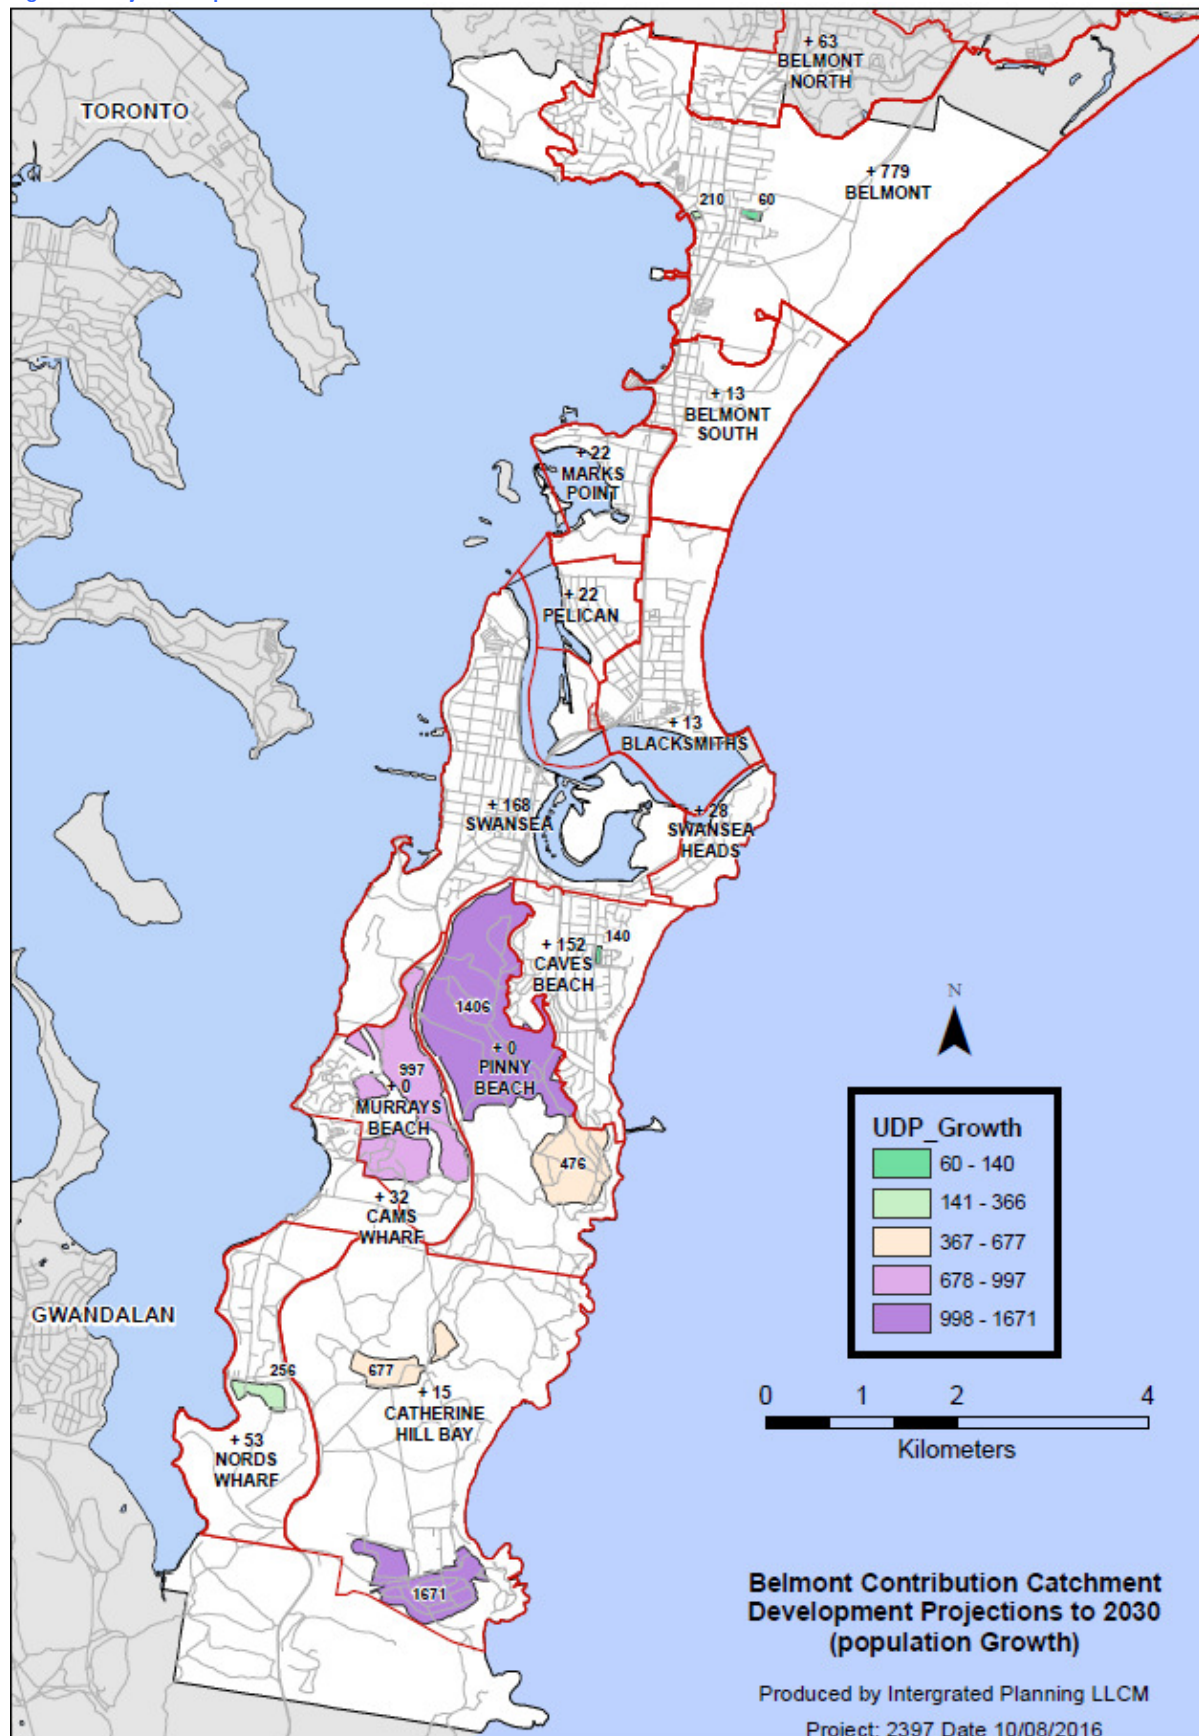 + 63
BELMONT
NORTH
TORONTO
+ 779
BELMONT
210
60
+ 13
BELMONT
SOUTH
+ 22
MARKS
POINT
+ 22
PELICAN
+ 13
BLACKSMITHS
+ 168
SWANSEA
+ 28
SWANSEA
HEADS
140
+ 152
CAVES
BEACH
1406
+ 0
PINNY
BEACH
997
+ 0
MURRAYS
BEACH
476
+ 32
CAMS
WHARF
GWANDALAN
256
677
+ 15
CATHERINE
HILL BAY
+ 53
NORDS
WHARF
1671
N
UDP_Growth
60 - 140
141 - 366
367 - 677
678 - 997
998 - 1671
0 1 2 4
Kilometers
Belmont Contribution Catchment
Development Projections to 2030
(population Growth)
Produced by Intergrated Planning LLCM
Project: 2397 Date 10/08/2016